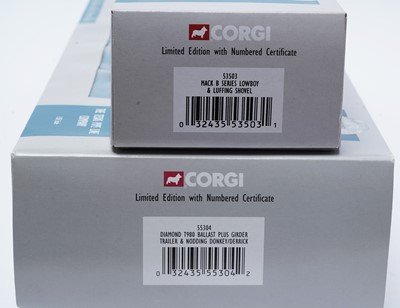 CORGI
Limited Edition with Numbered Certificate
53503
MACK B SERIES LOWBOY
& LUFFING SHOVEL
0 32435 53503 1
CORGI
Limited Edition with Numbered Certificate
55304
DIAMOND T980 BALLAST PLUS GIRDER
TRAILER & NODDING DONKEY/DERRICK
0 32435 55304 2